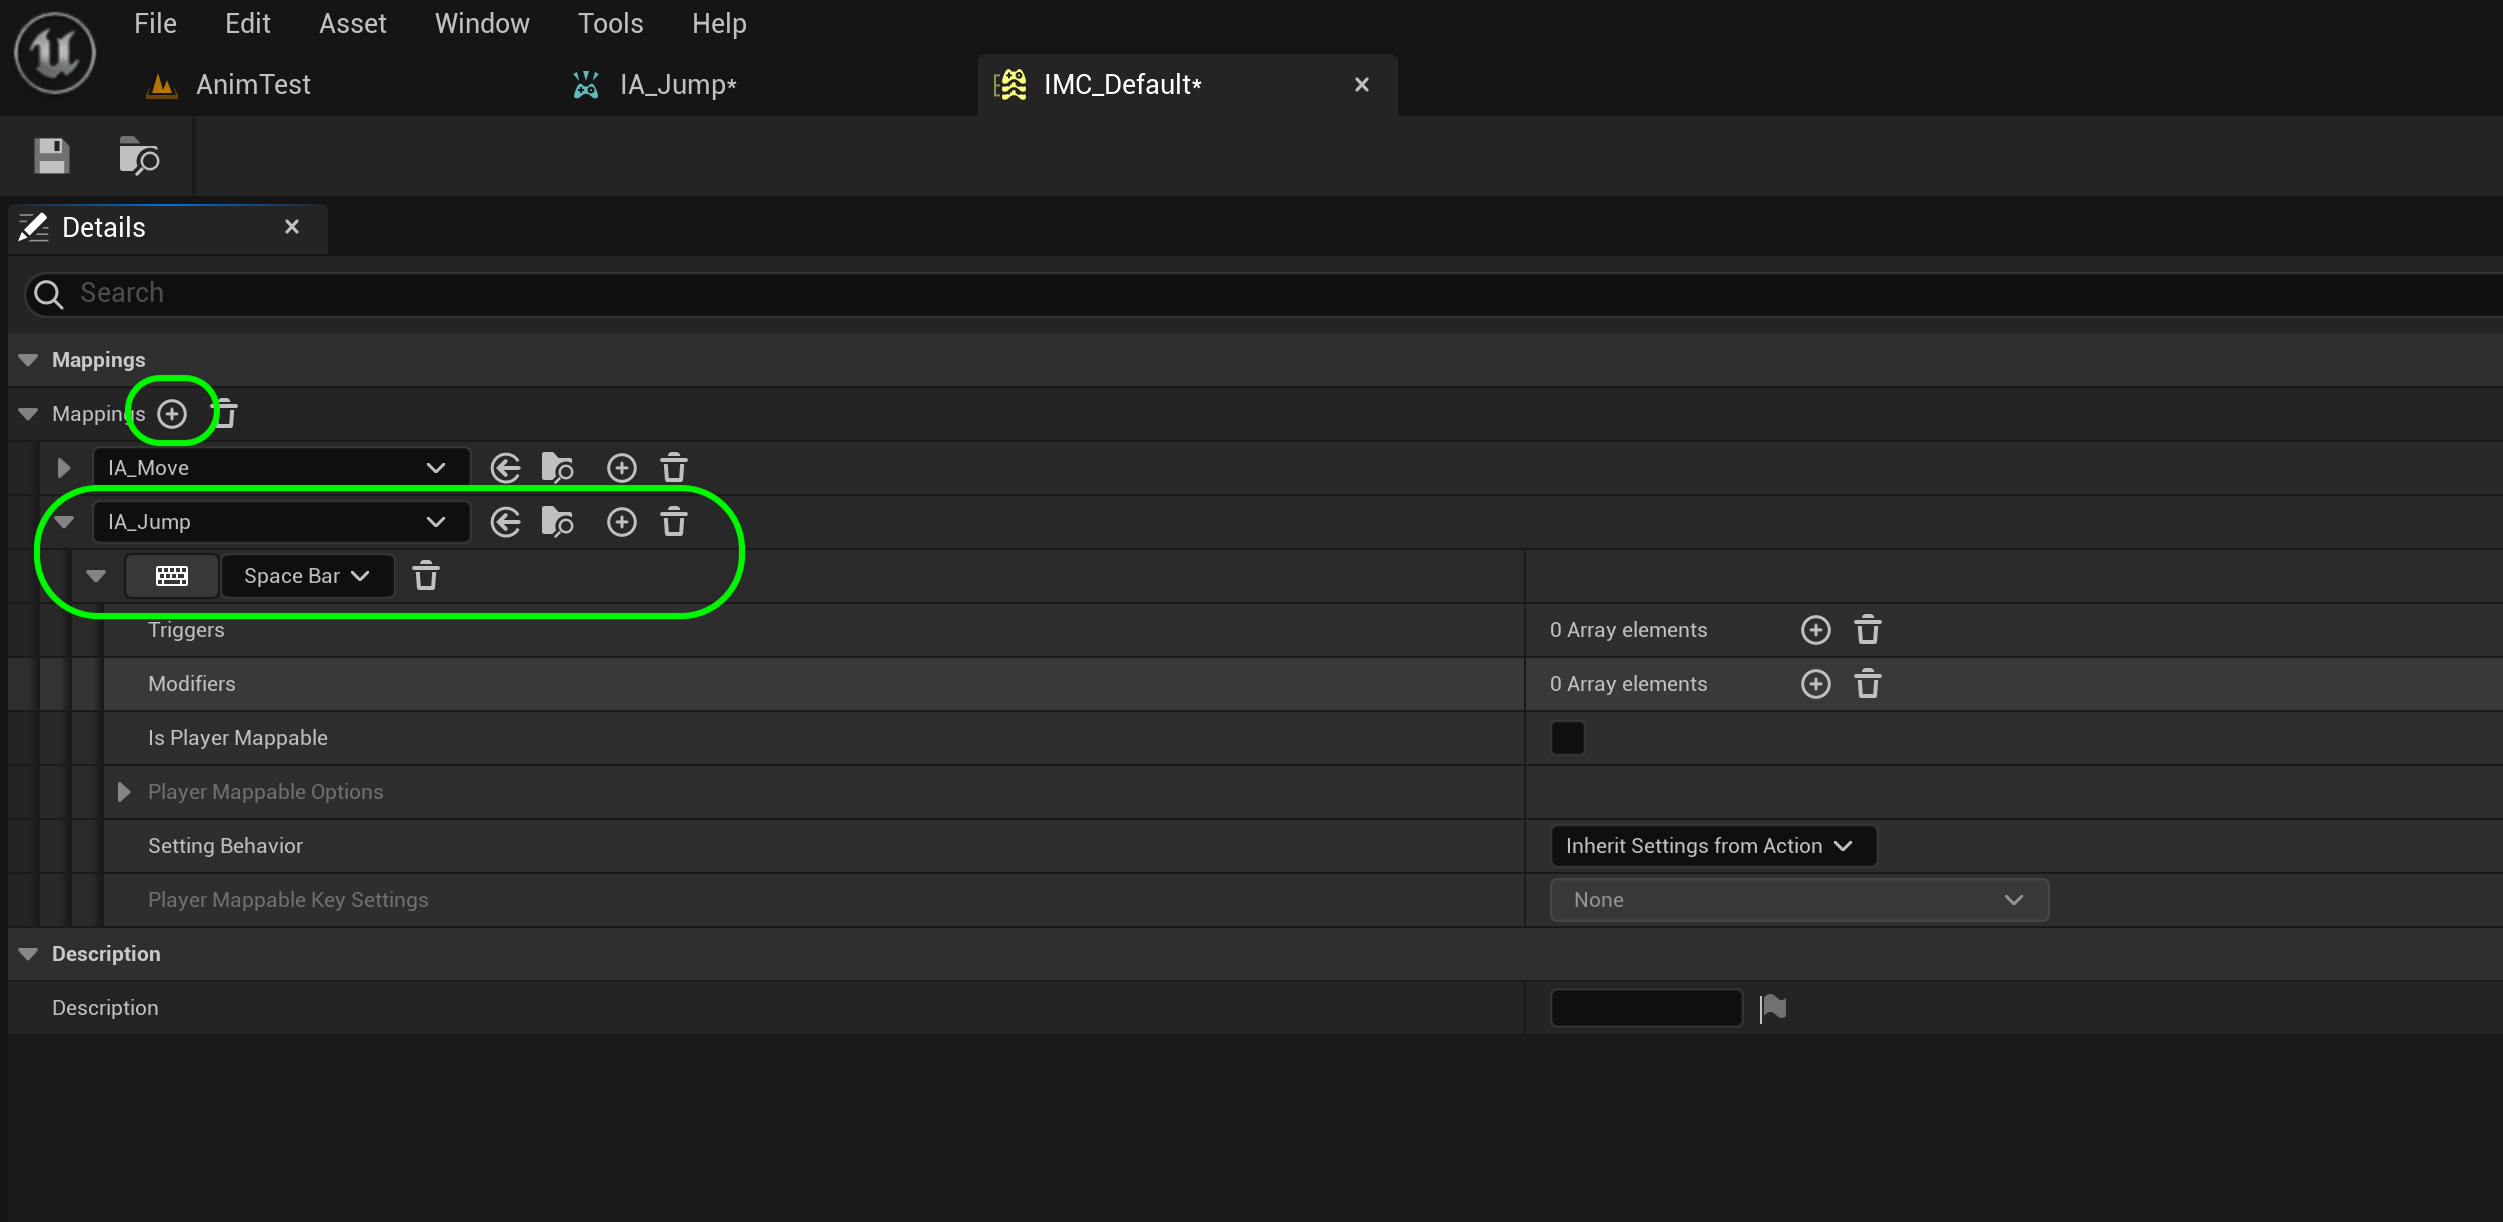 File Edit Asset Window Tools Help
AnimTest IA_Jump* IMC_Default*
Details
Search
Mappings
Mappings
IA_Move
IA_Jump
Space Bar
Triggers 0 Array elements
Modifiers 0 Array elements
Is Player Mappable
Player Mappable Options
Setting Behavior Inherit Settings from Action
Player Mappable Key Settings None
Description
Description